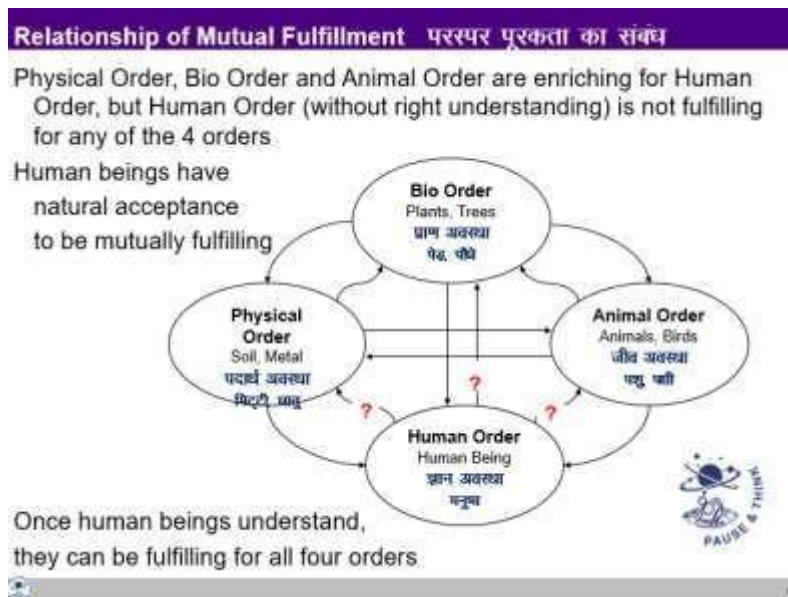 Relationship of Mutual Fulfillment परस्पर पूरकता का संबंध
Physical Order, Bio Order and Animal Order are enriching for Human
Order, but Human Order (without right understanding) is not fulfilling
for any of the 4 orders
Human beings have
natural acceptance
to be mutually fulfilling
Bio Order
Plants, Trees
प्राण अवस्था
पेड़, पौधे
Physical
Order
Soil, Metal
पदार्थ अवस्था
मिट्टी, धातु
Animal Order
Animals, Birds
जीव अवस्था
पशु, पक्षी
?
?
?
Human Order
Human Being
ज्ञान अवस्था
मनुष्य
Once human beings understand,
they can be fulfilling for all four orders
PAUSE & THINK